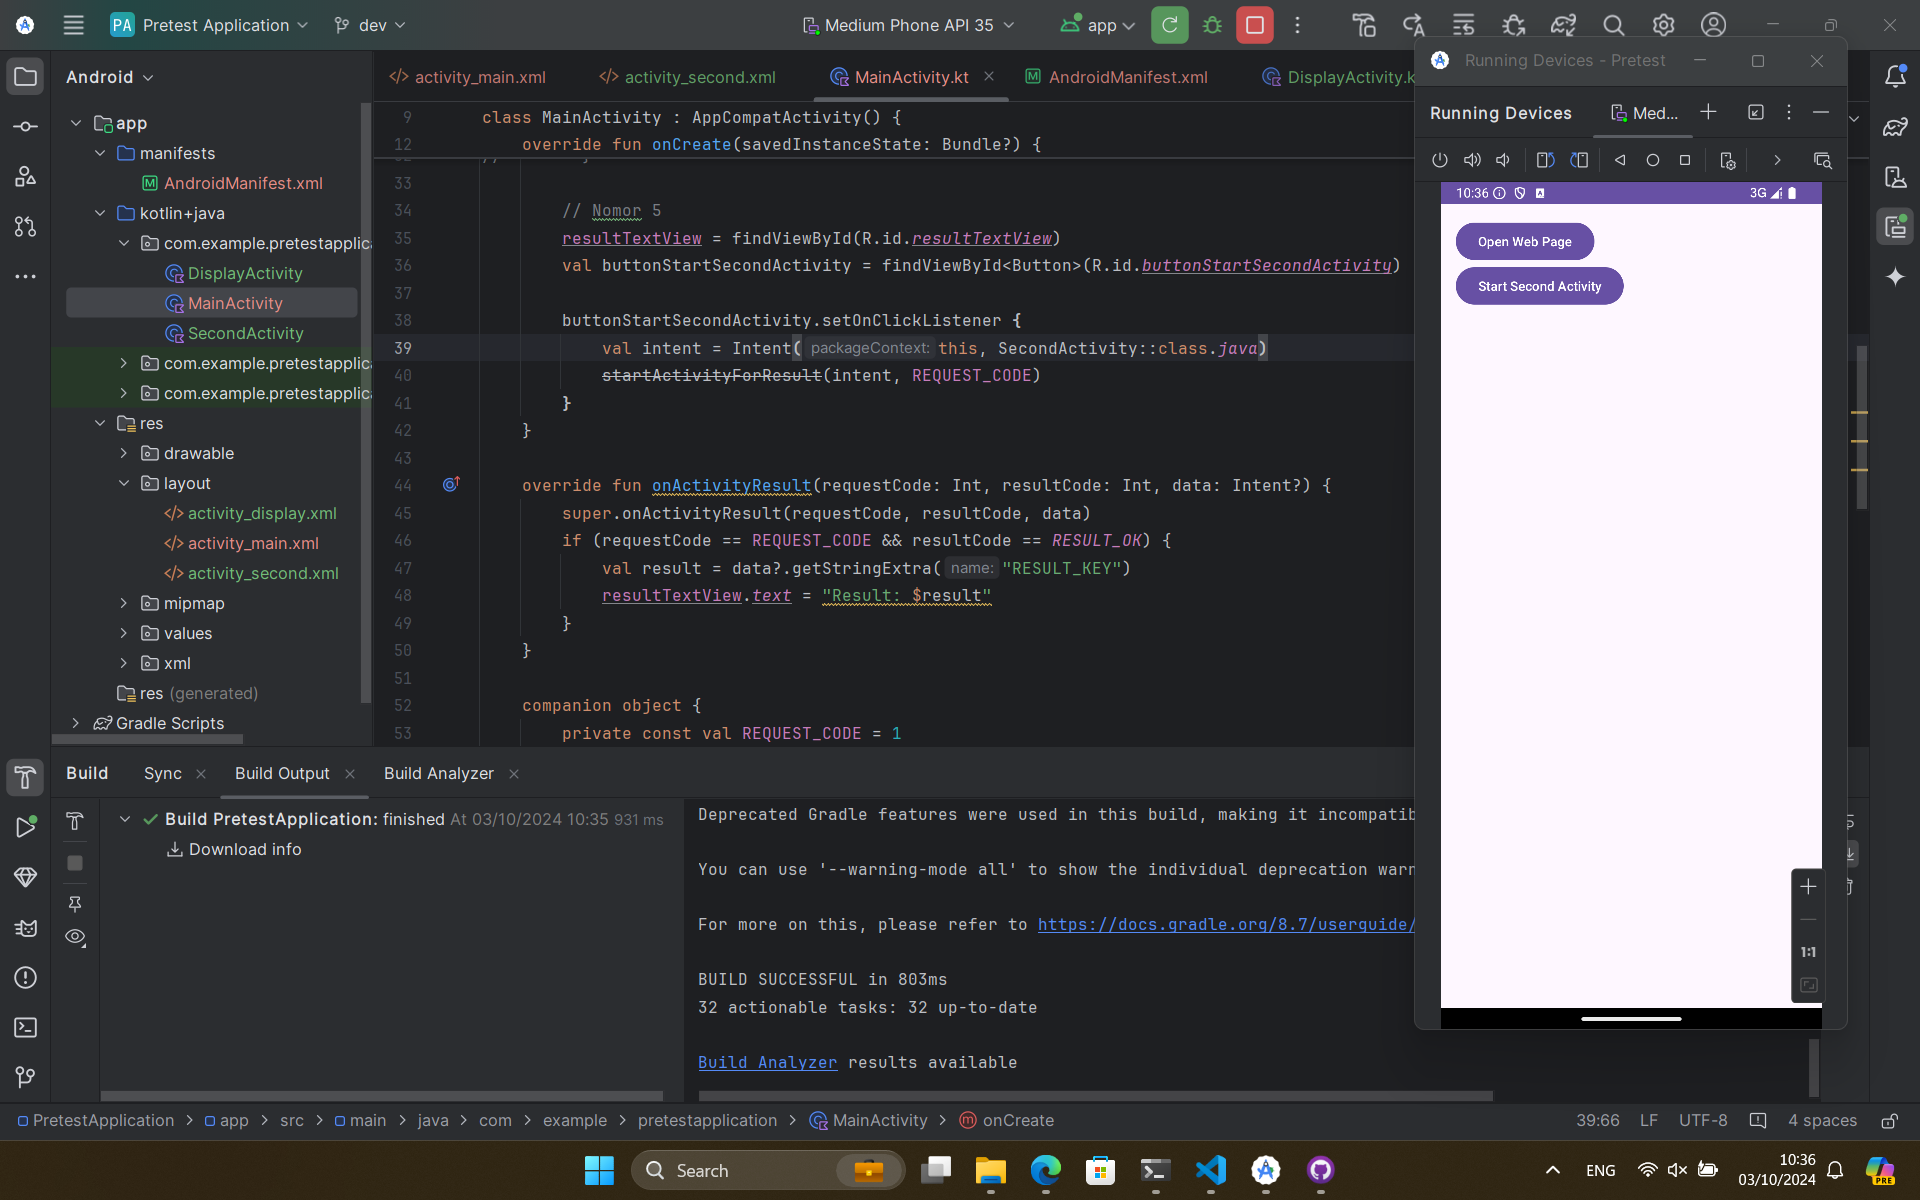 PA Pretest Application dev Medium Phone API 35 app
Android
activity_main.xml activity_second.xml MainActivity.kt AndroidManifest.xml DisplayActivity.k
app
manifests
AndroidManifest.xml
kotlin+java
com.example.pretestapplic
DisplayActivity
MainActivity
SecondActivity
com.example.pretestapplic
com.example.pretestapplic
res
drawable
layout
activity_display.xml
activity_main.xml
activity_second.xml
mipmap
values
xml
res (generated)
Gradle Scripts
9 class MainActivity : AppCompatActivity() {
12 override fun onCreate(savedInstanceState: Bundle?) {
33
34 // Nomor 5
35 resultTextView = findViewById(R.id.resultTextView)
36 val buttonStartSecondActivity = findViewById<Button>(R.id.buttonStartSecondActivity)
37
38 buttonStartSecondActivity.setOnClickListener {
39 val intent = Intent( packageContext: this, SecondActivity::class.java)
40 startActivityForResult(intent, REQUEST_CODE)
41 }
42 }
43
44 override fun onActivityResult(requestCode: Int, resultCode: Int, data: Intent?) {
45 super.onActivityResult(requestCode, resultCode, data)
46 if (requestCode == REQUEST_CODE && resultCode == RESULT_OK) {
47 val result = data?.getStringExtra( name: "RESULT_KEY")
48 resultTextView.text = "Result: $result"
49 }
50 }
51
52 companion object {
53 private const val REQUEST_CODE = 1
Running Devices - Pretest
Running Devices Med...
10:36 3G
Open Web Page
Start Second Activity
1:1
Build Sync Build Output Build Analyzer
Build PretestApplication: finished At 03/10/2024 10:35 931 ms
Download info
Deprecated Gradle features were used in this build, making it incompatib
You can use '--warning-mode all' to show the individual deprecation warn
For more on this, please refer to https://docs.gradle.org/8.7/userguide/
BUILD SUCCESSFUL in 803ms
32 actionable tasks: 32 up-to-date
Build Analyzer results available
PretestApplication app src main java com example pretestapplication MainActivity onCreate 39:66 LF UTF-8 4 spaces
Search ENG 10:36
03/10/2024
PRE